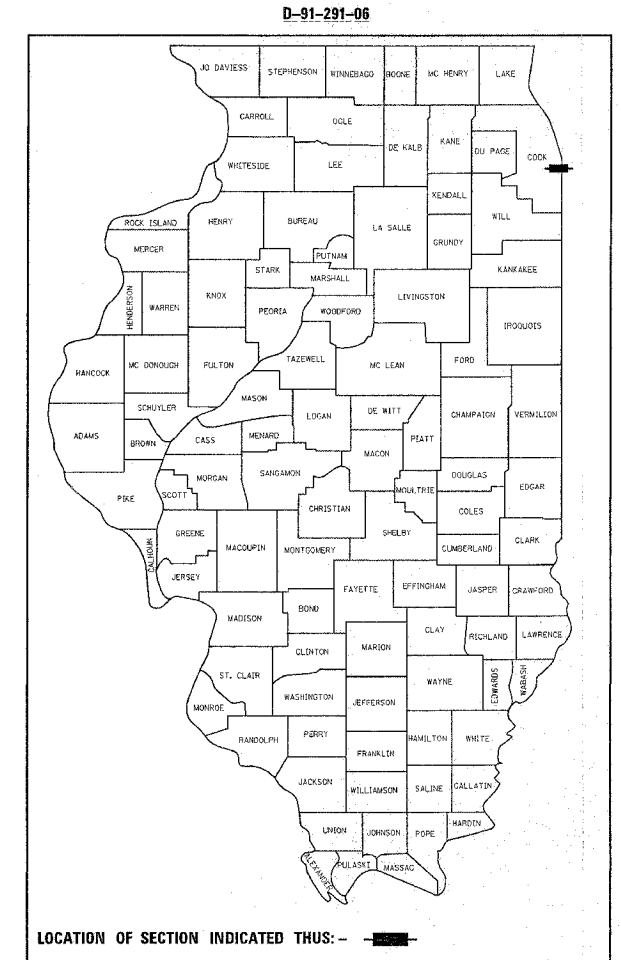 D-91-291-06
JO DAVIESS
STEPHENSON
WINNEBAGO
BOONE
MC HENRY
LAKE
CARROLL
OGLE
DE KALB
KANE
DU PAGE
COOK
WHITESIDE
LEE
KENDALL
WILL
ROCK ISLAND
HENRY
BUREAU
LA SALLE
GRUNDY
MERCER
PUTNAM
STARK
MARSHALL
KANKAKEE
HENDERSON
WARREN
KNOX
PEORIA
WOODFORD
LIVINGSTON
IROQUOIS
HANCOCK
MC DONOUGH
FULTON
TAZEWELL
MC LEAN
FORD
MASON
SCHUYLER
LOGAN
DE WITT
CHAMPAIGN
VERMILION
ADAMS
BROWN
CASS
MENARD
MACON
PIATT
PIKE
SCOTT
MORGAN
SANGAMON
CHRISTIAN
MOULTRIE
DOUGLAS
EDGAR
COLES
CALHOUN
GREENE
MACOUPIN
MONTGOMERY
SHELBY
CUMBERLAND
CLARK
JERSEY
FAYETTE
EFFINGHAM
JASPER
CRAWFORD
MADISON
BOND
CLAY
RICHLAND
LAWRENCE
CLINTON
MARION
ST. CLAIR
WAYNE
EDWARDS
WABASH
WASHINGTON
JEFFERSON
MONROE
RANDOLPH
PERRY
HAMILTON
WHITE
FRANKLIN
JACKSON
WILLIAMSON
SALINE
GALLATIN
UNION
JOHNSON
POPE
HARDIN
ALEXANDER
PULASKI
MASSAC
LOCATION OF SECTION INDICATED THUS: -